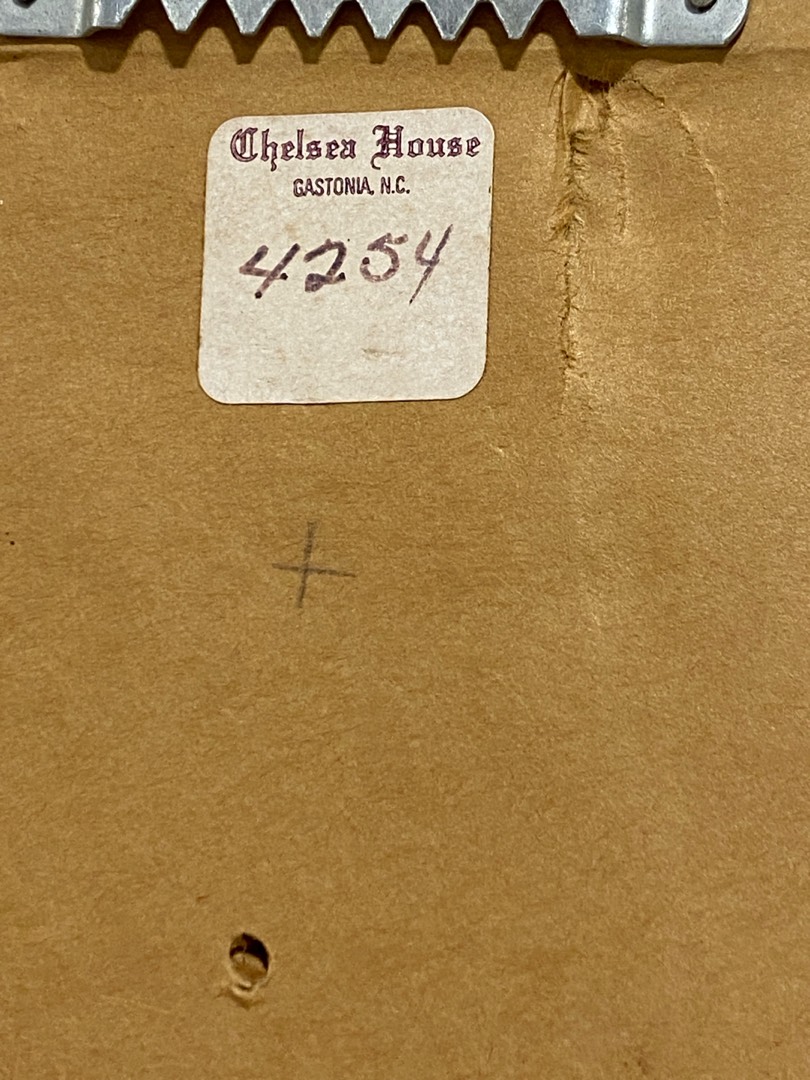 Chelsea House
GASTONIA, N.C.
4254
+